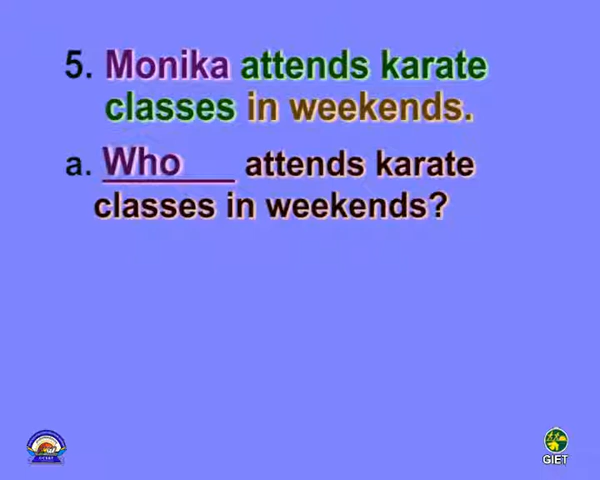 5. Monika attends karate
classes in weekends.
a. Who attends karate
classes in weekends?
GIET